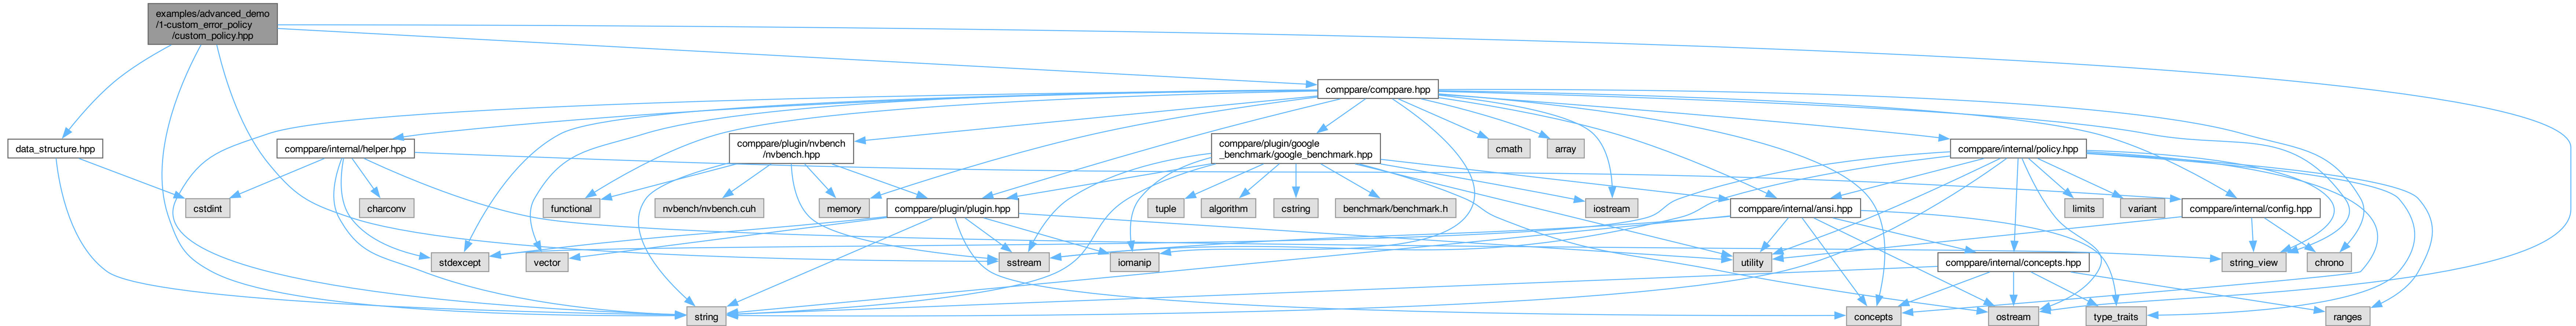 examples/advanced_demo
/1-custom_error_policy
/custom_policy.hpp
comppare/comppare.hpp
data_structure.hpp
comppare/internal/helper.hpp
comppare/plugin/nvbench
/nvbench.hpp
comppare/plugin/google
_benchmark/google_benchmark.hpp
cmath
array
comppare/internal/policy.hpp
cstdint
charconv
functional
nvbench/nvbench.cuh
memory
comppare/plugin/plugin.hpp
tuple
algorithm
cstring
benchmark/benchmark.h
iostream
comppare/internal/ansi.hpp
limits
variant
comppare/internal/config.hpp
stdexcept
vector
sstream
iomanip
utility
comppare/internal/concepts.hpp
string_view
chrono
string
concepts
ostream
type_traits
ranges